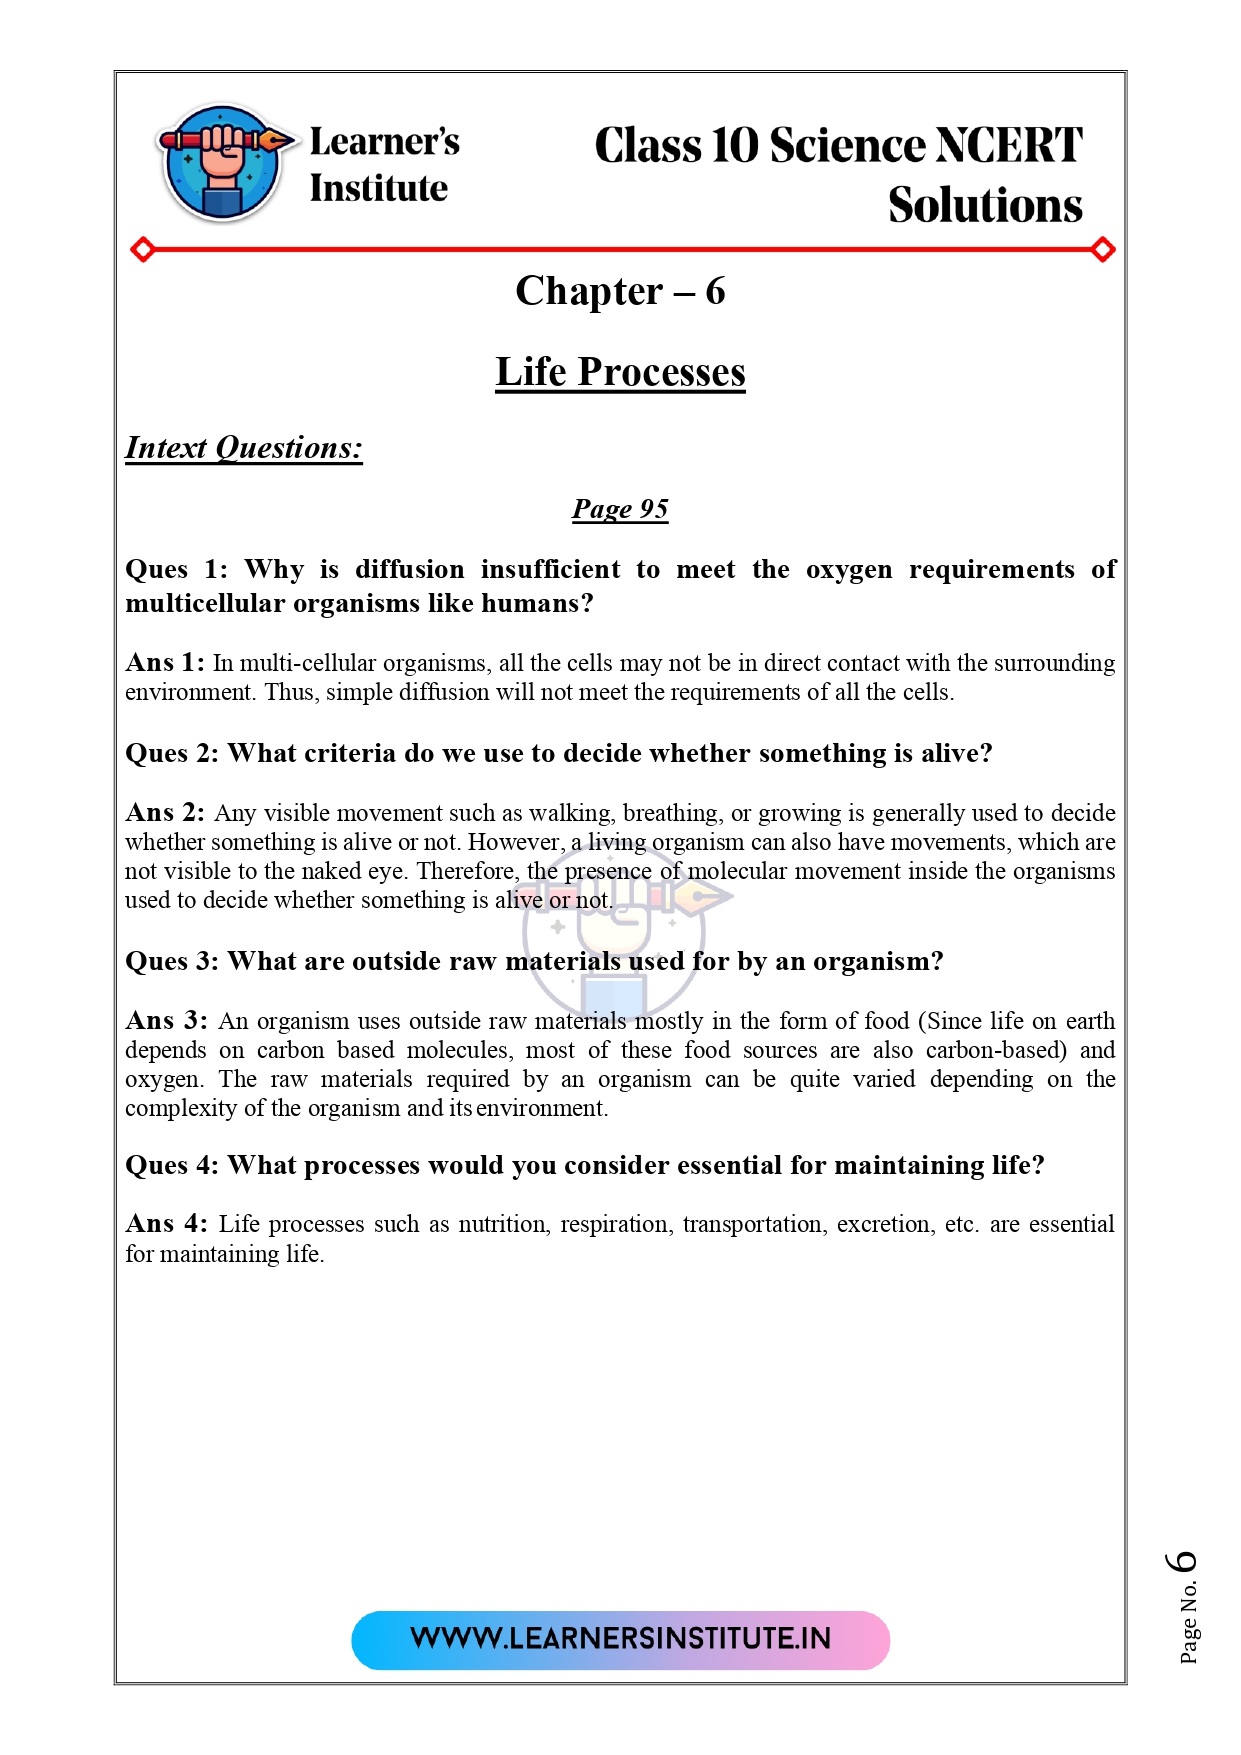 Learner's
Institute
Class 10 Science NCERT
Solutions
Chapter – 6
Life Processes
Intext Questions:
Page 95
Ques 1: Why is diffusion insufficient to meet the oxygen requirements of
multicellular organisms like humans?
Ans 1: In multi-cellular organisms, all the cells may not be in direct contact with the surrounding
environment. Thus, simple diffusion will not meet the requirements of all the cells.
Ques 2: What criteria do we use to decide whether something is alive?
Ans 2: Any visible movement such as walking, breathing, or growing is generally used to decide
whether something is alive or not. However, a living organism can also have movements, which are
not visible to the naked eye. Therefore, the presence of molecular movement inside the organisms
used to decide whether something is alive or not.
Ques 3: What are outside raw materials used for by an organism?
Ans 3: An organism uses outside raw materials mostly in the form of food (Since life on earth
depends on carbon based molecules, most of these food sources are also carbon-based) and
oxygen. The raw materials required by an organism can be quite varied depending on the
complexity of the organism and its environment.
Ques 4: What processes would you consider essential for maintaining life?
Ans 4: Life processes such as nutrition, respiration, transportation, excretion, etc. are essential
for maintaining life.
Page No. 6
WWW.LEARNERSINSTITUTE.IN